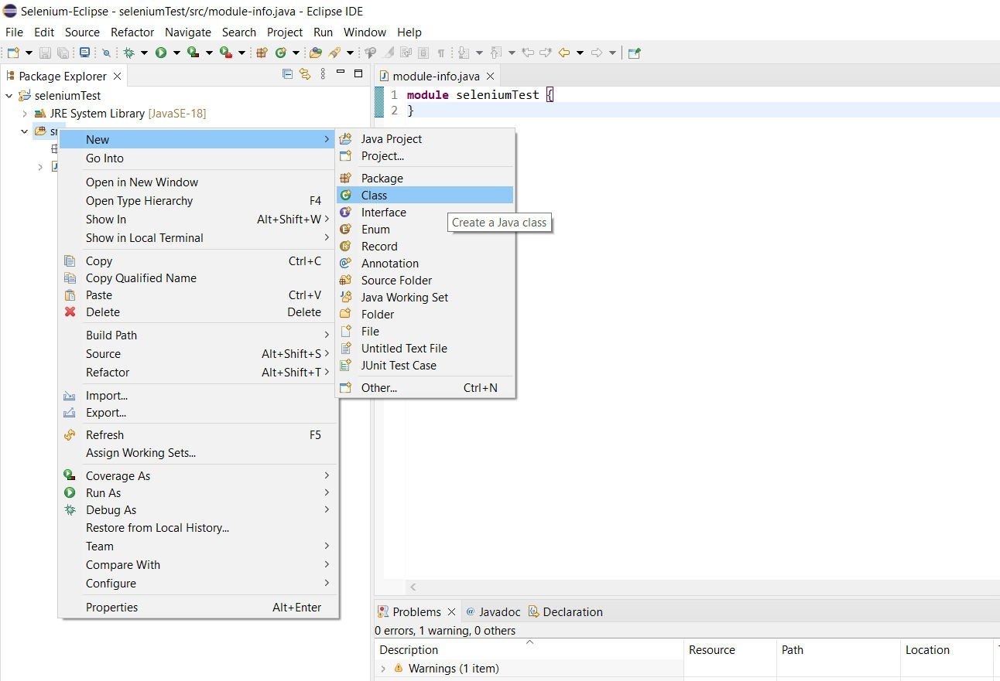 Selenium-Eclipse - seleniumTest/src/module-info.java - Eclipse IDE
File Edit Source Refactor Navigate Search Project Run Window Help
Package Explorer
seleniumTest
JRE System Library [JavaSE-18]
New
Go Into
Open in New Window
Open Type Hierarchy F4
Show In Alt+Shift+W
Show in Local Terminal
Copy Ctrl+C
Copy Qualified Name
Paste Ctrl+V
Delete Delete
Build Path
Source Alt+Shift+S
Refactor Alt+Shift+T
Import...
Export...
Refresh F5
Assign Working Sets...
Coverage As
Run As
Debug As
Restore from Local History...
Team
Compare With
Configure
Properties Alt+Enter
Java Project
Project...
Package
Class
Interface
Enum
Record
Annotation
Source Folder
Java Working Set
Folder
File
Untitled Text File
JUnit Test Case
Other... Ctrl+N
Create a Java class
module-info.java
1 module seleniumTest {
2 }
Problems Javadoc Declaration
0 errors, 1 warning, 0 others
Description Resource Path Location
Warnings (1 item)